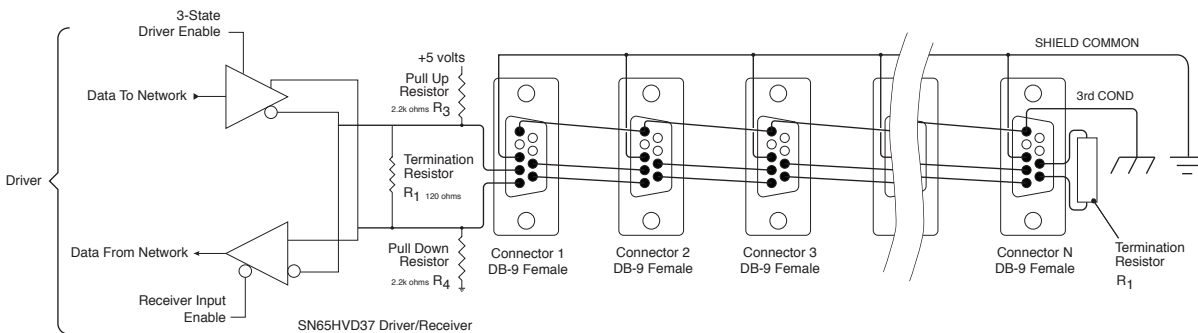 3-State
Driver Enable
Data To Network
Driver
Data From Network
Receiver Input
Enable
SN65HVD37 Driver/Receiver
+5 volts
Pull Up
Resistor
2.2k ohms R3
Termination
Resistor
R1 120 ohms
Pull Down
Resistor
2.2k ohms R4
Connector 1
DB-9 Female
Connector 2
DB-9 Female
Connector 3
DB-9 Female
SHIELD COMMON
3rd COND
Connector N
DB-9 Female
Termination
Resistor
R1